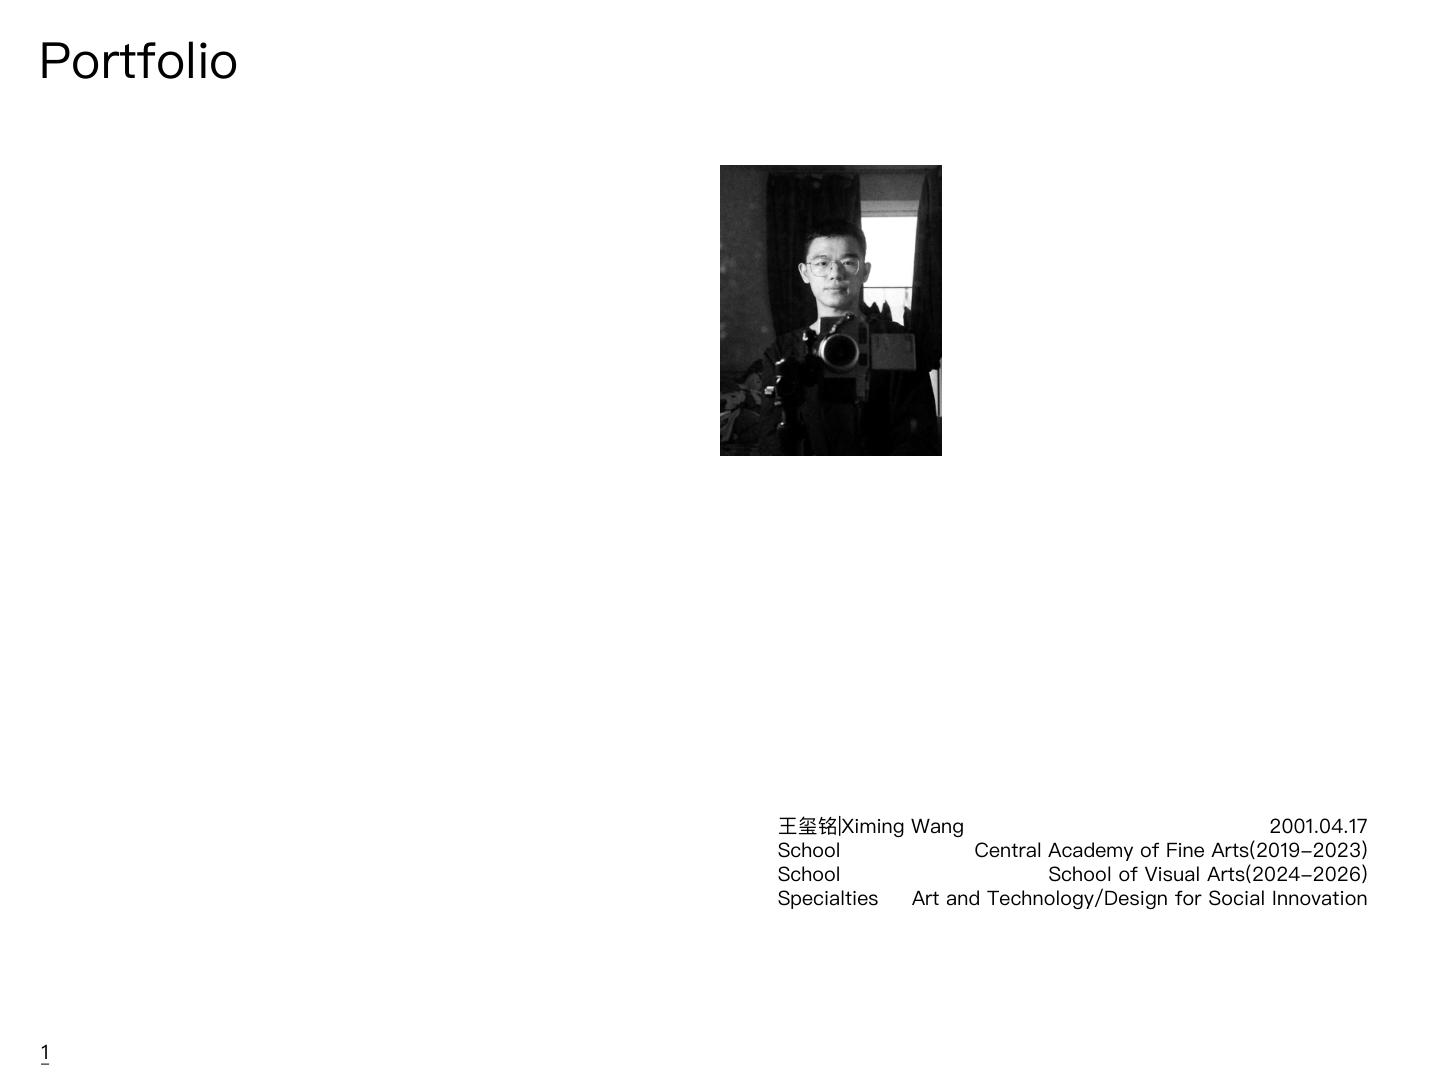 Portfolio
王玺铭|Ximing Wang 2001.04.17
School Central Academy of Fine Arts(2019–2023)
School School of Visual Arts(2024–2026)
Specialties Art and Technology/Design for Social Innovation
1